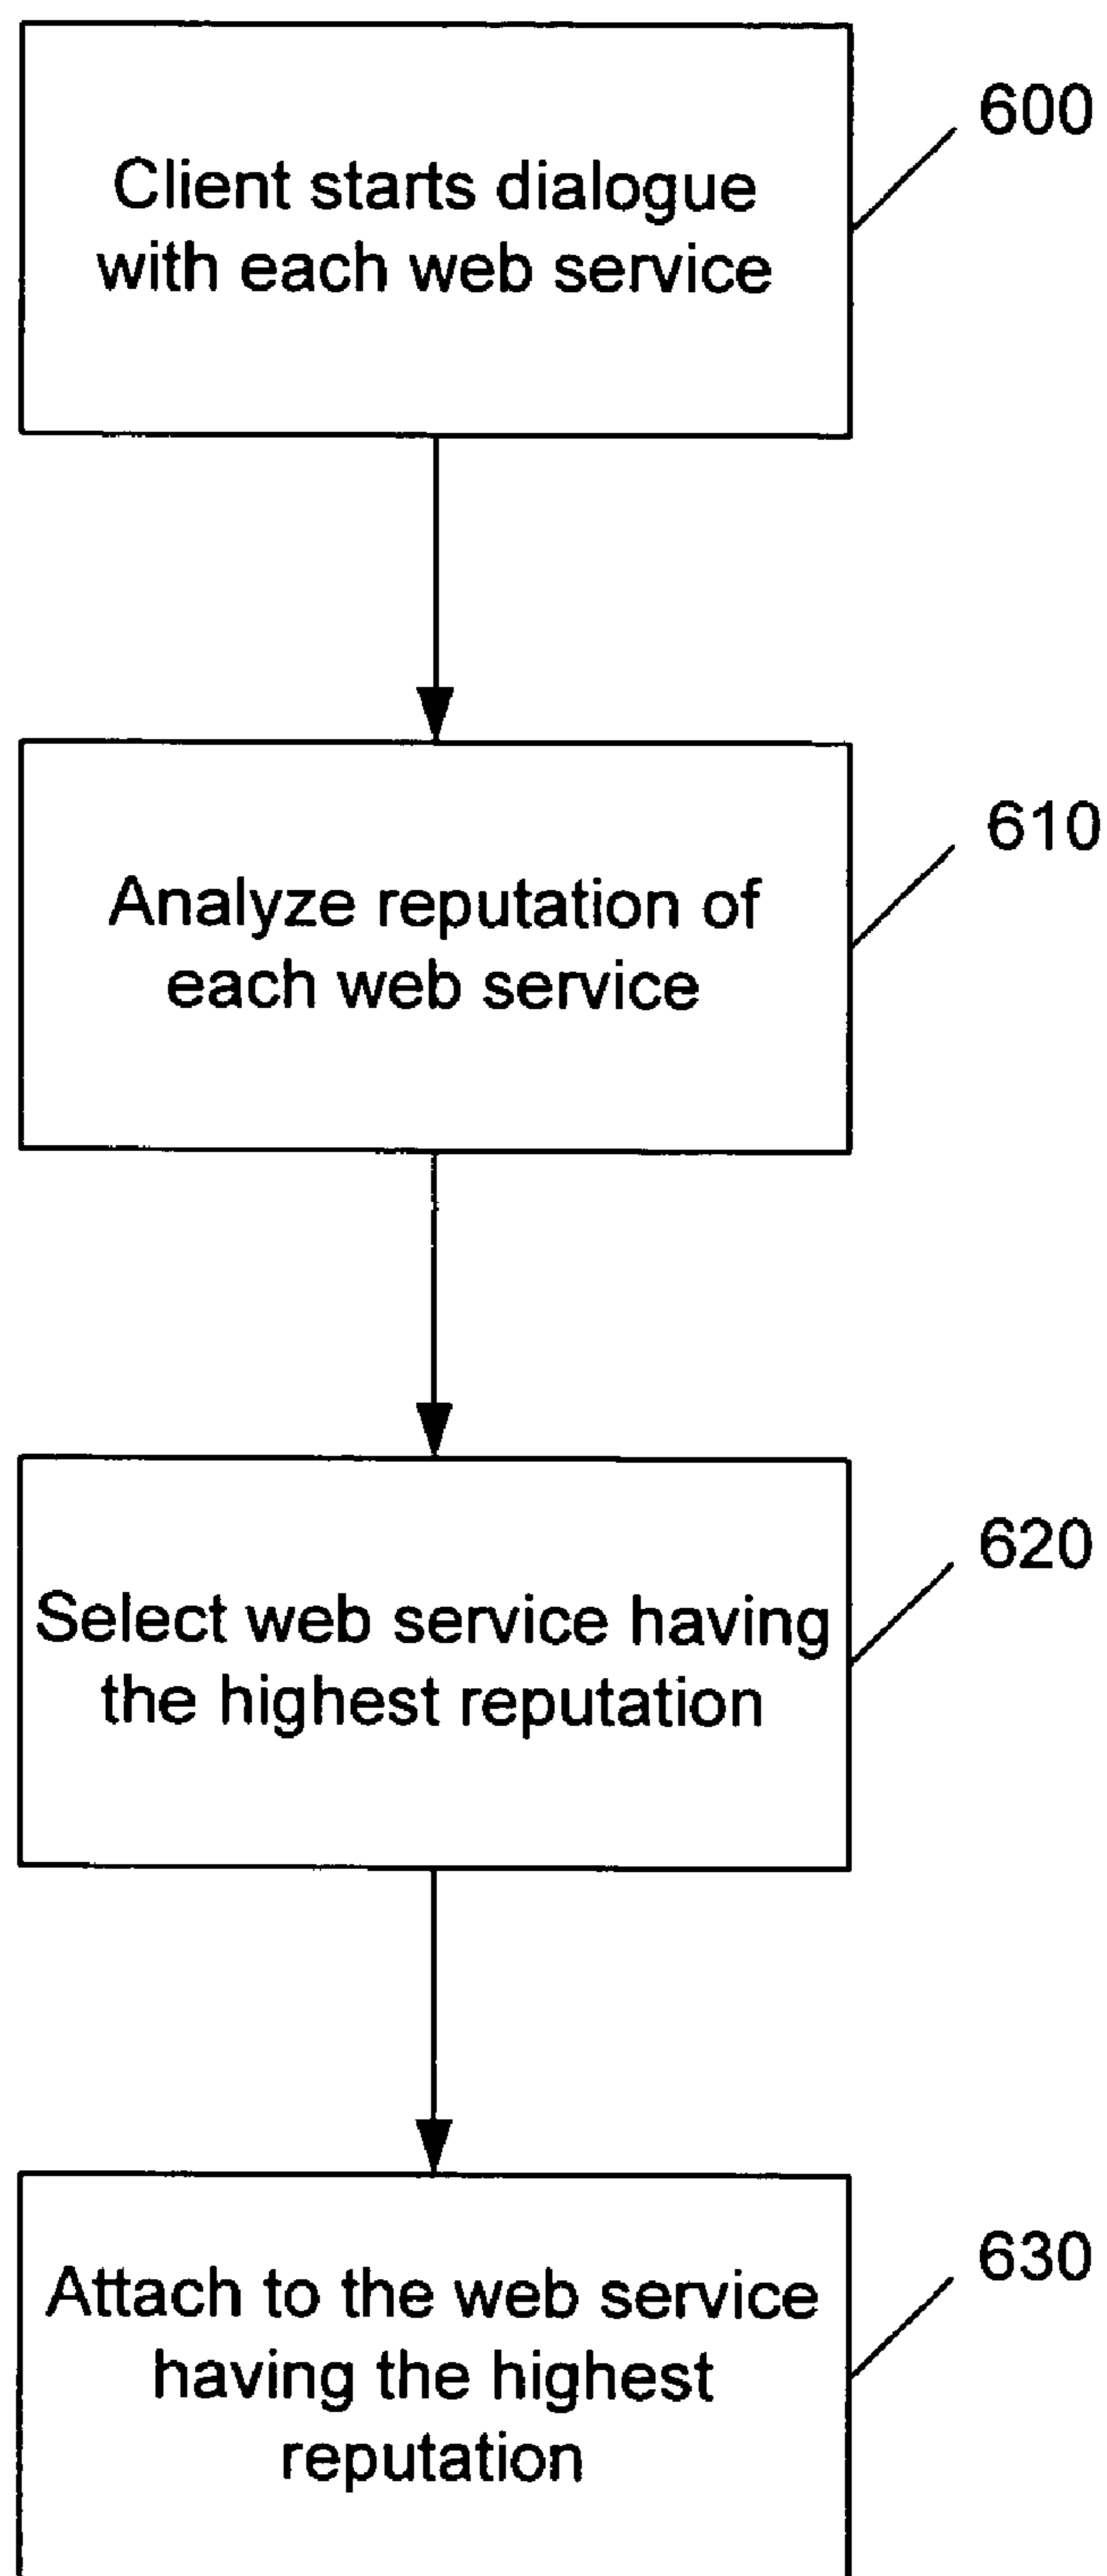 600
Client starts dialogue
with each web service
610
Analyze reputation of
each web service
620
Select web service having
the highest reputation
630
Attach to the web service
having the highest
reputation